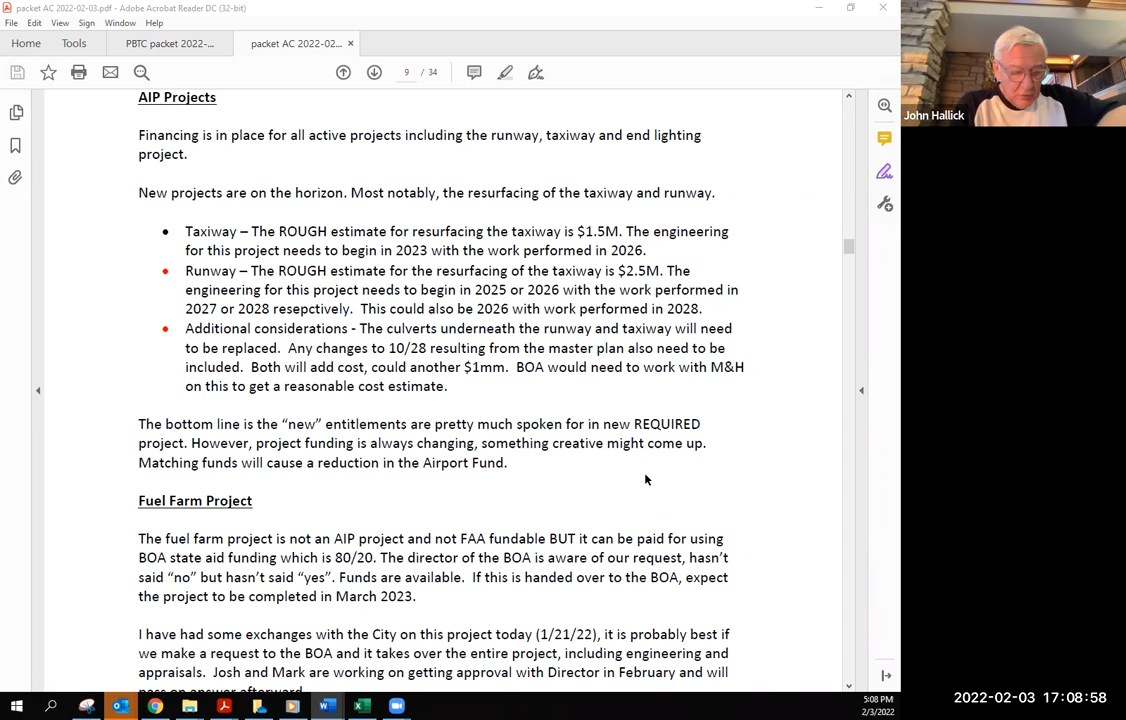 packet AC 2022-02-03.pdf - Adobe Acrobat Reader DC (32-bit)
File Edit View Sign Window Help
Home Tools PBTC packet 2022-... packet AC 2022-02... ×
9 / 34
AIP Projects
Financing is in place for all active projects including the runway, taxiway and end lighting
project.
New projects are on the horizon. Most notably, the resurfacing of the taxiway and runway.
• Taxiway – The ROUGH estimate for resurfacing the taxiway is $1.5M. The engineering
for this project needs to begin in 2023 with the work performed in 2026.
• Runway – The ROUGH estimate for the resurfacing of the taxiway is $2.5M. The
engineering for this project needs to begin in 2025 or 2026 with the work performed in
2027 or 2028 resepctively. This could also be 2026 with work performed in 2028.
• Additional considerations - The culverts underneath the runway and taxiway will need
to be replaced. Any changes to 10/28 resulting from the master plan also need to be
included. Both will add cost, could another $1mm. BOA would need to work with M&H
on this to get a reasonable cost estimate.
The bottom line is the “new” entitlements are pretty much spoken for in new REQUIRED
project. However, project funding is always changing, something creative might come up.
Matching funds will cause a reduction in the Airport Fund.
Fuel Farm Project
The fuel farm project is not an AIP project and not FAA fundable BUT it can be paid for using
BOA state aid funding which is 80/20. The director of the BOA is aware of our request, hasn’t
said “no” but hasn’t said “yes”. Funds are available. If this is handed over to the BOA, expect
the project to be completed in March 2023.
I have had some exchanges with the City on this project today (1/21/22), it is probably best if
we make a request to the BOA and it takes over the entire project, including engineering and
appraisals. Josh and Mark are working on getting approval with Director in February and will
pass on answer afterward.
John Hallick
5:08 PM
2/3/2022
2022-02-03 17:08:58